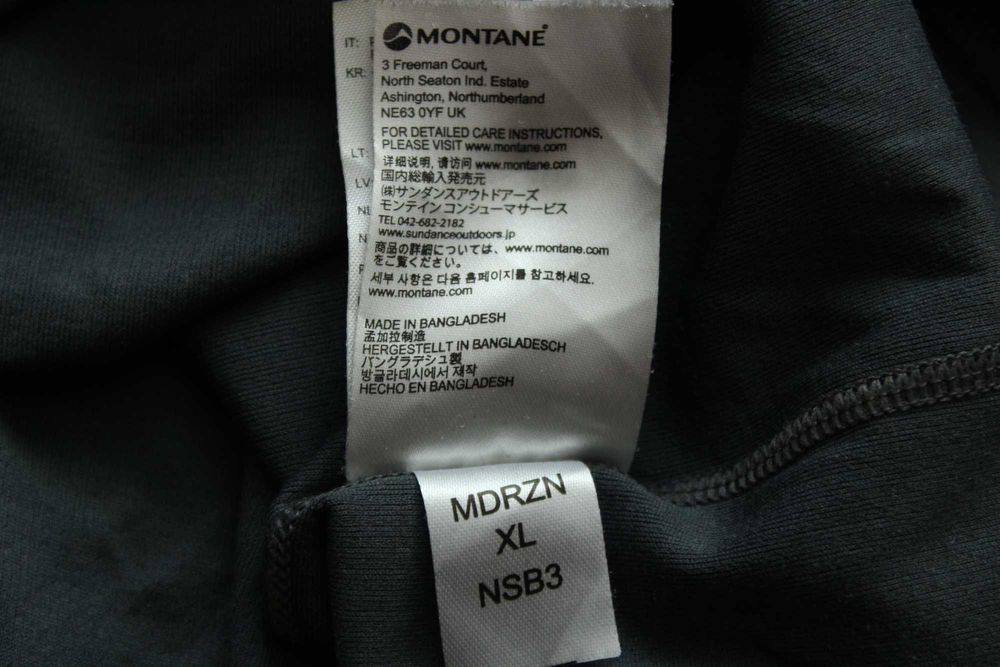 MONTANE
3 Freeman Court,
North Seaton Ind. Estate
Ashington, Northumberland
NE63 0YF UK
FOR DETAILED CARE INSTRUCTIONS,
PLEASE VISIT www.montane.com
详细说明, 请访问 www.montane.com
国内総輸入発売元
(株)サンダンスアウトドアーズ
モンテイン コンシューマサービス
TEL 042-682-2182
www.sundanceoutdoors.jp
商品の詳細については、www.montane.com
をご覧ください。
세부 사항은 다음 홈페이지를 참고하세요.
www.montane.com
MADE IN BANGLADESH
孟加拉制造
HERGESTELLT IN BANGLADESCH
バングラデシュ製
방글라데시에서 제작
HECHO EN BANGLADESH
IT:
KR:
LT:
LV
MDRZN
XL
NSB3